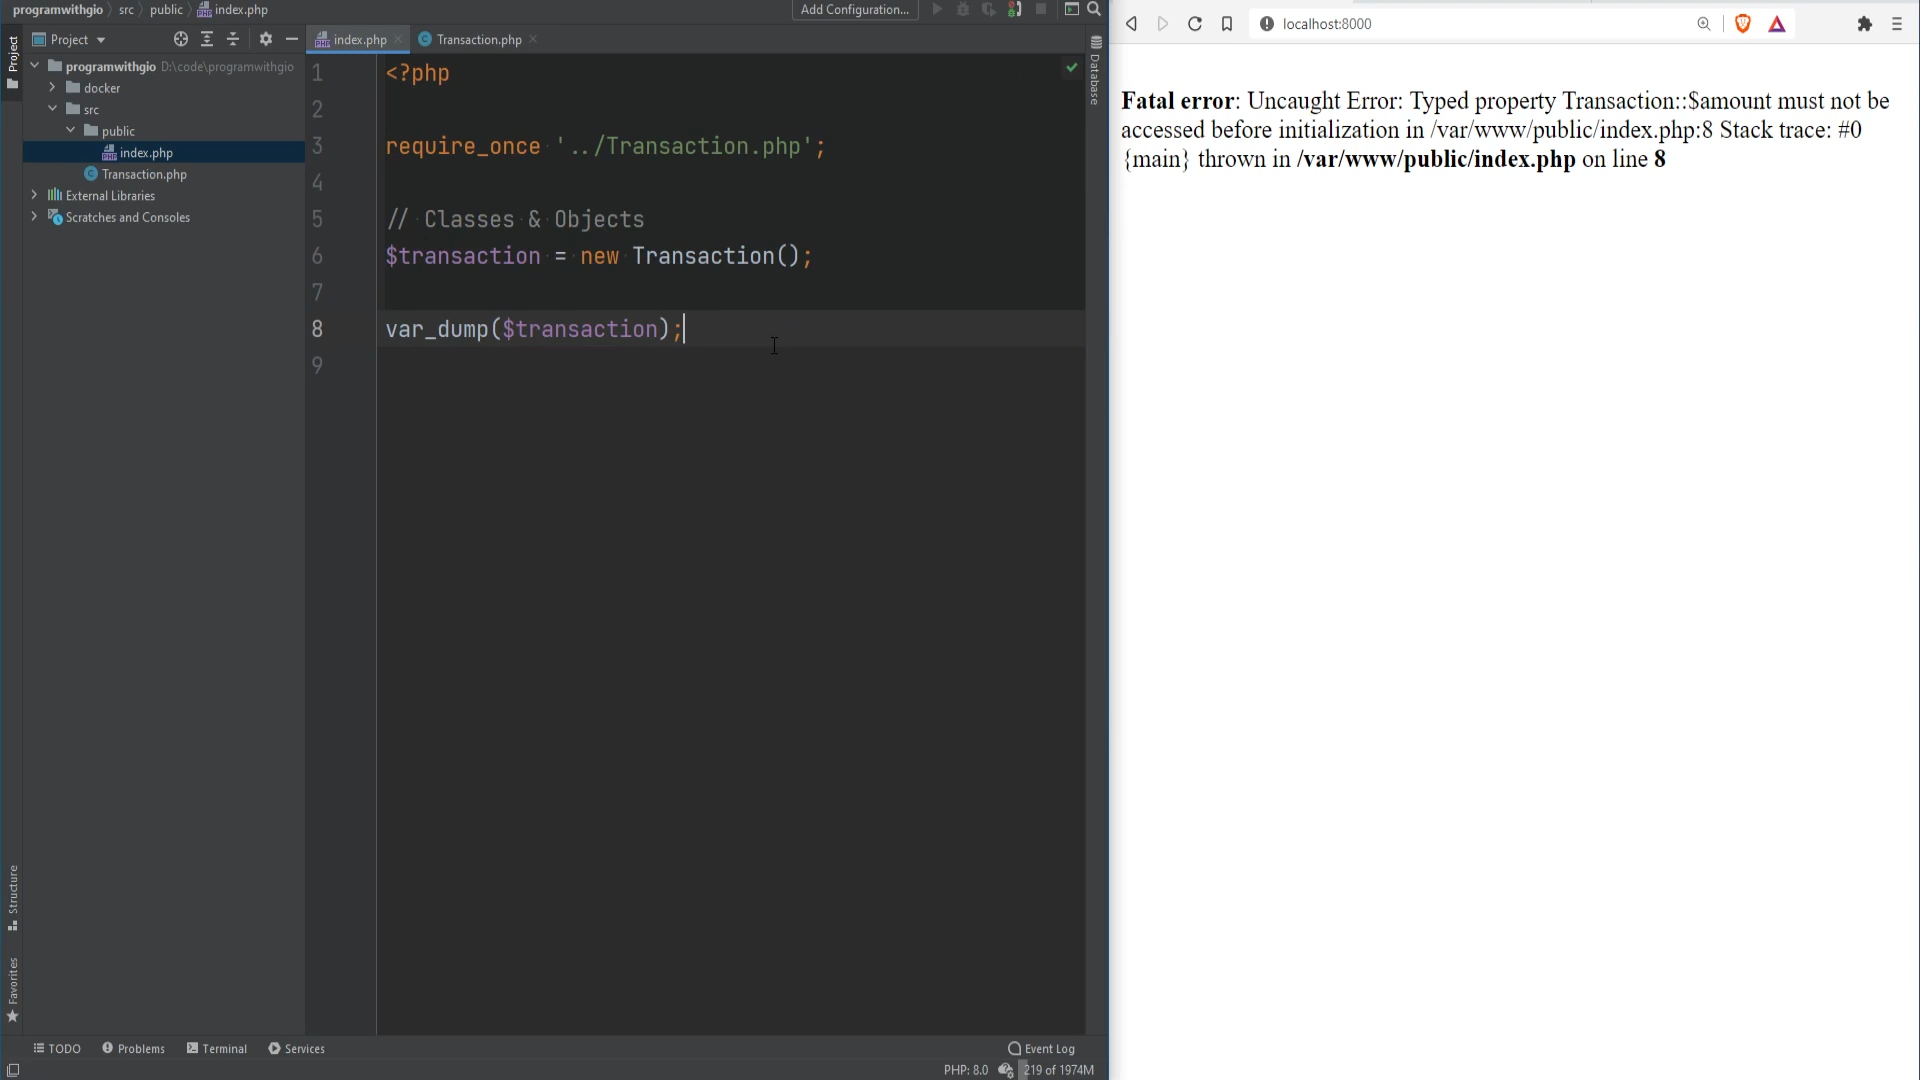 programwithgio src public index.php
Add Configuration...
Project
Project
index.php
Transaction.php
Database
programwithgio D:\code\programwithgio
docker
src
public
index.php
Transaction.php
External Libraries
Scratches and Consoles
1 <?php
2
3 require_once '../Transaction.php';
4
5 // Classes & Objects
6 $transaction = new Transaction();
7
8 var_dump($transaction);
9
Structure
Favorites
TODO
Problems
Terminal
Services
Event Log
PHP: 8.0
219 of 1974M
localhost:8000
Fatal error: Uncaught Error: Typed property Transaction::$amount must not be
accessed before initialization in /var/www/public/index.php:8 Stack trace: #0
{main} thrown in /var/www/public/index.php on line 8